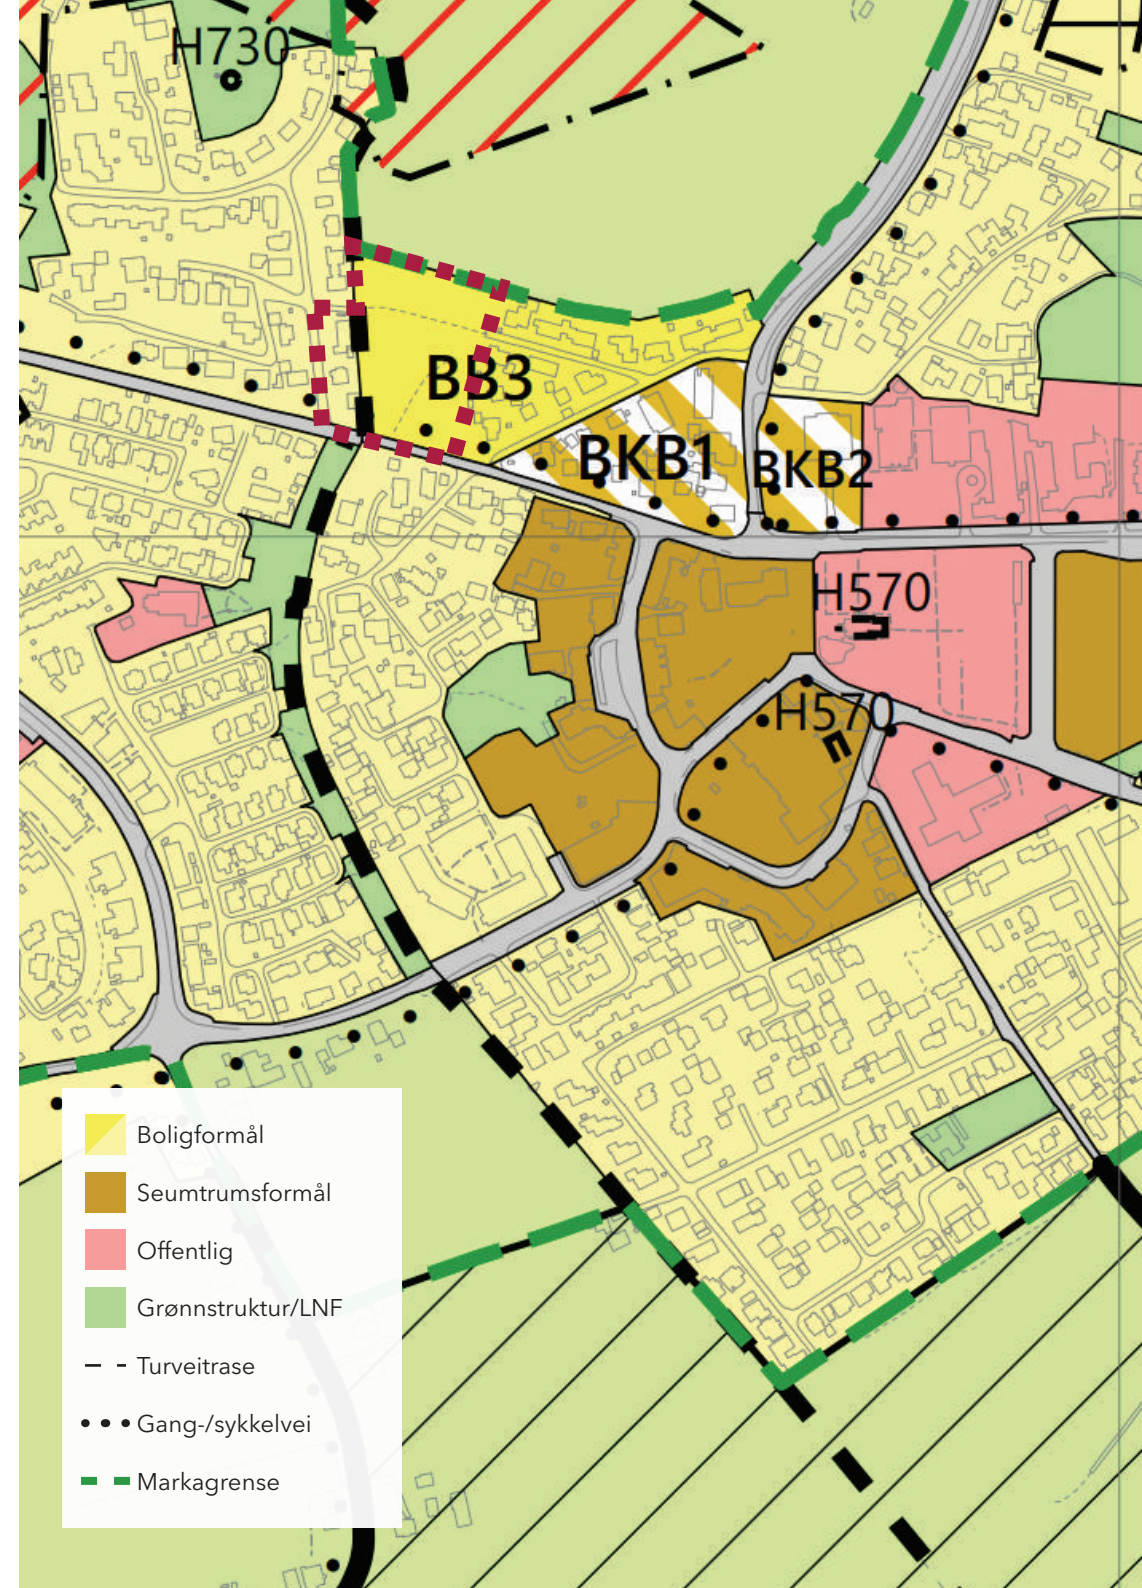 H730
BB3
BKB1
BKB2
H570
H570
Boligformål
Seumtrumsformål
Offentlig
Grønnstruktur/LNF
Turveitrase
Gang-/sykkelvei
Markagrense